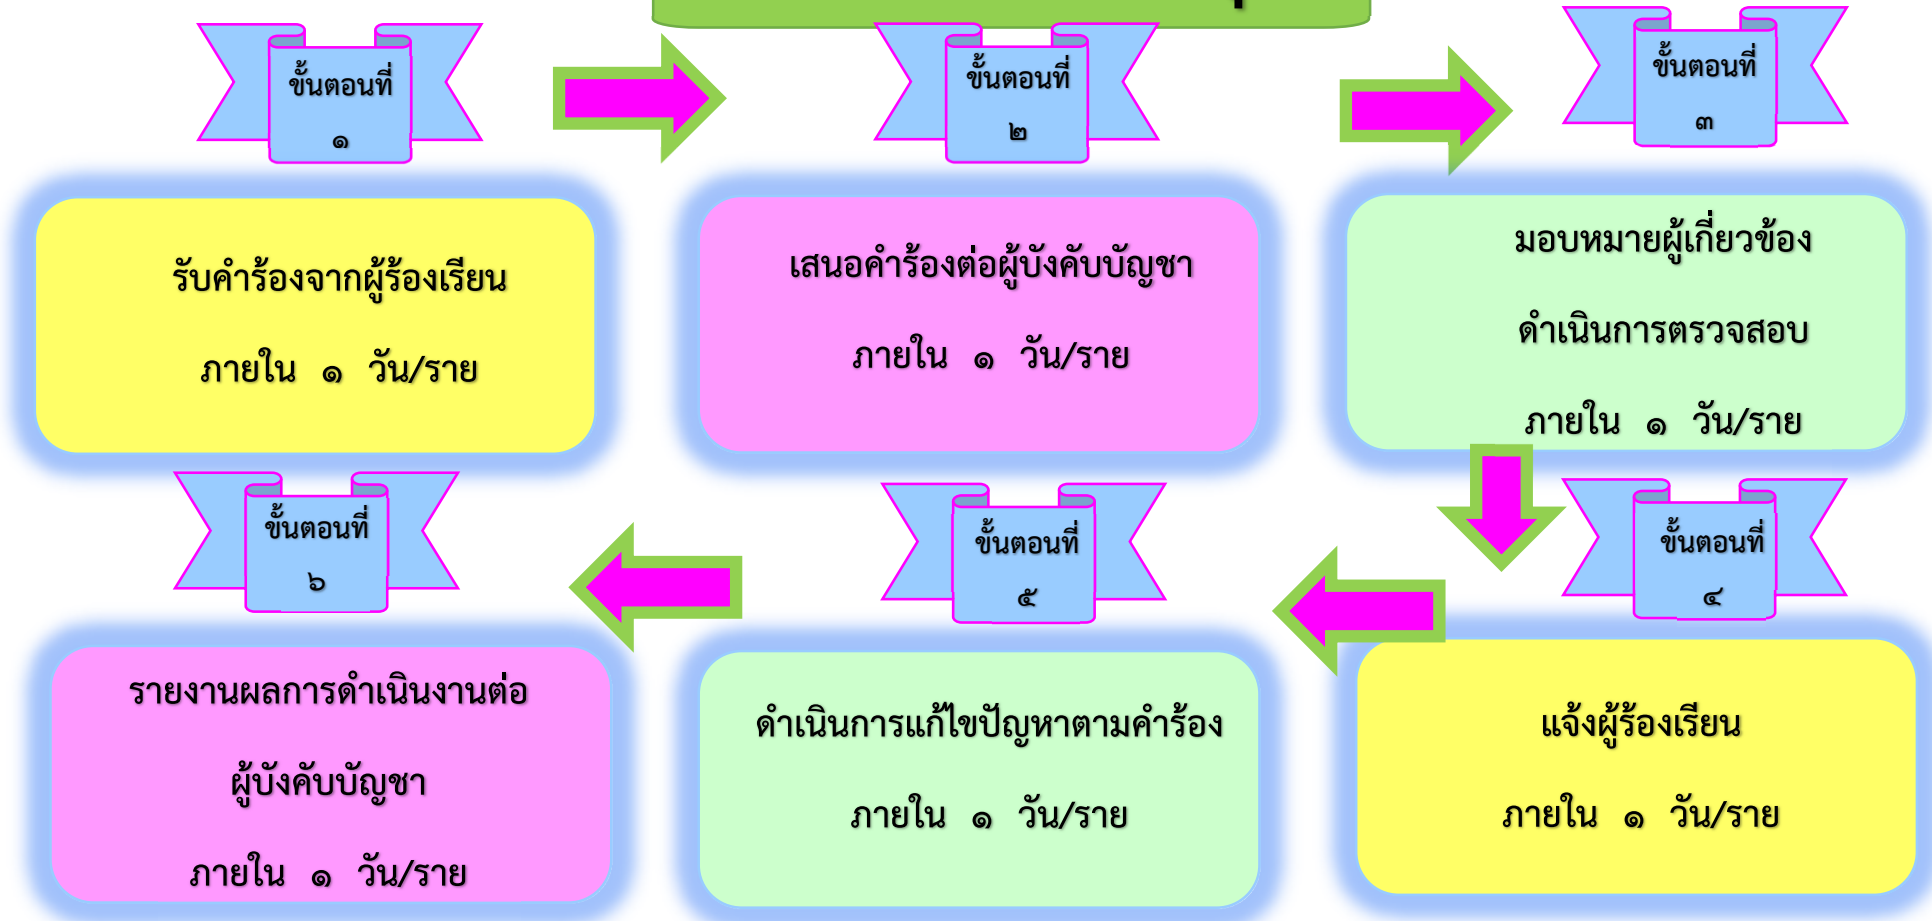 ขั้นตอนที่
๑
ขั้นตอนที่
๒
ขั้นตอนที่
๓
รับคำร้องจากผู้ร้องเรียน
ภายใน ๑ วัน/ราย
เสนอคำร้องต่อผู้บังคับบัญชา
ภายใน ๑ วัน/ราย
มอบหมายผู้เกี่ยวข้อง
ดำเนินการตรวจสอบ
ภายใน ๑ วัน/ราย
ขั้นตอนที่
๔
แจ้งผู้ร้องเรียน
ภายใน ๑ วัน/ราย
ขั้นตอนที่
๕
ดำเนินการแก้ไขปัญหาตามคำร้อง
ภายใน ๑ วัน/ราย
ขั้นตอนที่
๖
รายงานผลการดำเนินงานต่อ
ผู้บังคับบัญชา
ภายใน ๑ วัน/ราย